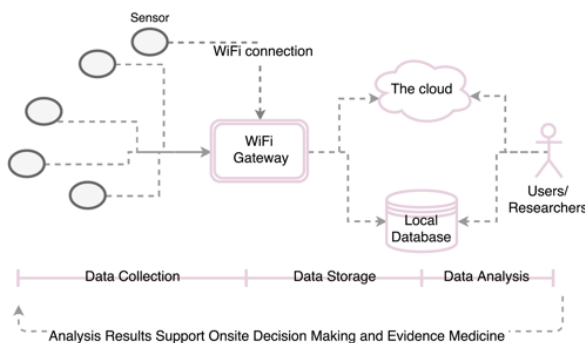 Sensor
WiFi connection
The cloud
WiFi
Gateway
Users/
Researchers
Local
Database
Data Collection
Data Storage
Data Analysis
Analysis Results Support Onsite Decision Making and Evidence Medicine